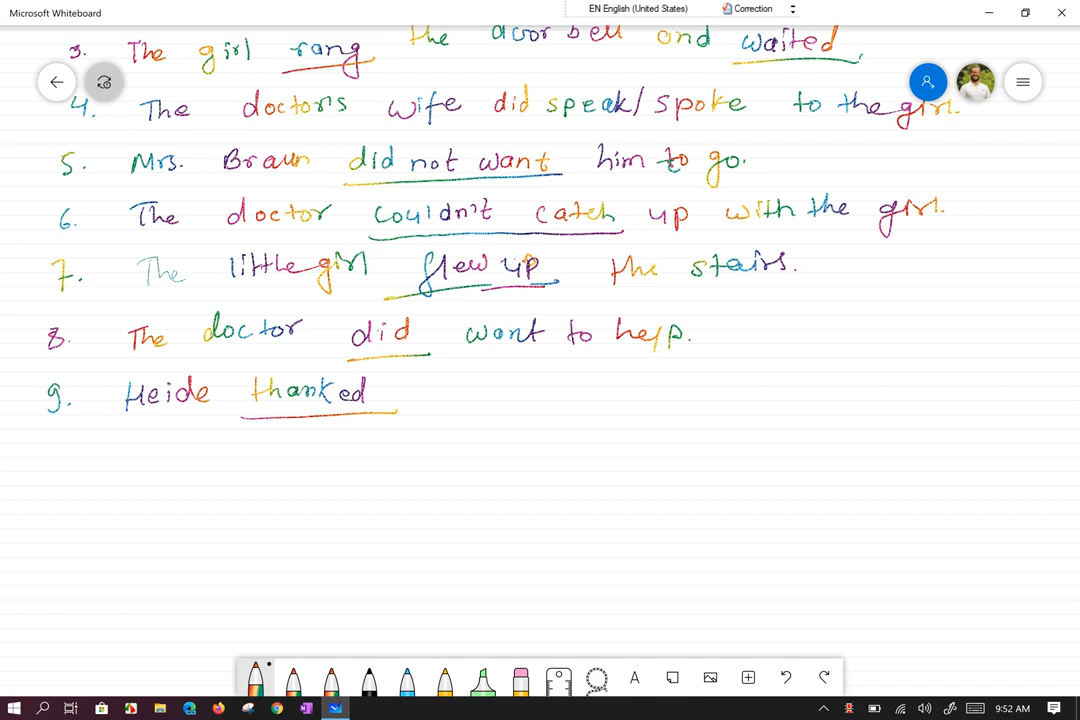 Microsoft Whiteboard
EN English (United States) Correction
3. The girl rang the door bell and waited,
4. The doctor's wife did speak/spoke to the girl.
5. Mrs. Braun did not want him to go.
6. The doctor couldn't catch up with the girl.
7. The little girl flew up the stairs.
8. The doctor did want to help.
9. Heide thanked
9:52 AM